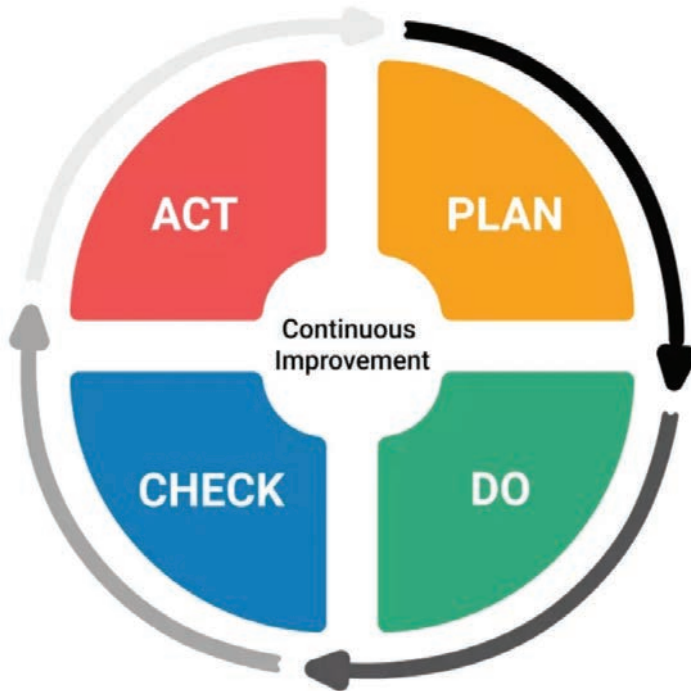 ACT
PLAN
Continuous
Improvement
CHECK
DO